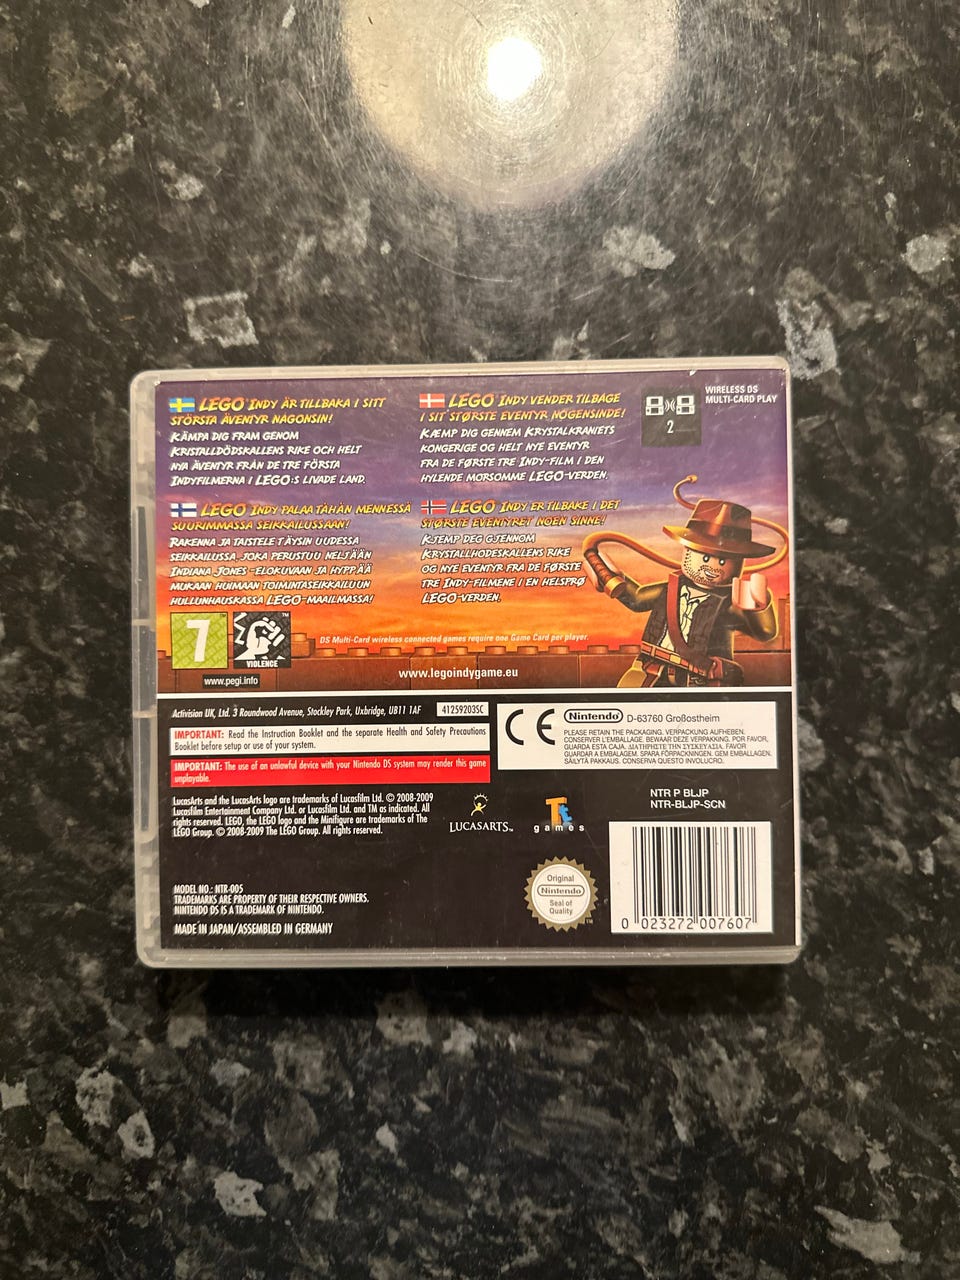 LEGO INDY ÄR TILLBAKA I SITT
STÖRSTA ÄVENTYR NAGONSIN!
KÄMPA DIG FRAM GENOM
KRISTALLDÖDSKALLENS RIKE OCH HELT
NYA ÄVENTYR FRÅN DE TRE FÖRSTA
INDYFILMERNA I LEGO:S LIVADE LAND.
LEGO INDY VENDER TILBAGE
I SIT STØRSTE EVENTYR NOGENSINDE!
KÆMP DIG GENNEM KRYSTALKRANIETS
KONGERIGE OG HELT NYE EVENTYR
FRA DE FØRSTE TRE INDY-FILM I DEN
HYLENDE MORSOMME LEGO-VERDEN.
WIRELESS DS
MULTI-CARD PLAY
2
LEGO INDY PALAA TÄHÄN MENNESSÄ
SUURIMMASSA SEIKKAILUSSAAN!
RAKENNA JA TAISTELE TÄYSIN UUDESSA
SEIKKAILUSSA JOKA PERUSTUU NELJÄÄN
INDIANA JONES -ELOKUVAAN JA HYPPÄÄ
MUKAAN HUIMAAN TOIMINTASEIKKAILUUN
HULLUNHAUSKASSA LEGO-MAAILMASSA!
LEGO INDY ER TILBAKE I DET
STØRSTE EVENTYRET NOEN SINNE!
KJEMP DEG GJENNOM
KRYSTALLHODESKALLENS RIKE
OG NYE EVENTYR FRA DE FØRSTE
TRE INDY-FILMENE I EN HELSPRØ
LEGO-VERDEN.
7
VIOLENCE
www.pegi.info
DS Multi-Card wireless connected games require one Game Card per player.
www.legoindygame.eu
Activision UK, Ltd. 3 Roundwood Avenue, Stockley Park, Uxbridge, UB11 1AF
41259203SC
IMPORTANT: Read the Instruction Booklet and the separate Health and Safety Precautions
Booklet before setup or use of your system.
IMPORTANT: The use of an unlawful device with your Nintendo DS system may render this game
unplayable.
CE
Nintendo D-63760 Großostheim
PLEASE RETAIN THE PACKAGING. VERPACKUNG AUFHEBEN.
CONSERVER L'EMBALLAGE. BEWAAR DEZE VERPAKKING. POR FAVOR,
GUARDA ESTA CAJA. ΔΙΑΤΗΡΗΣΤΕ ΤΗΝ ΣΥΣΚΕΥΑΣΙΑ. FAVOR
GUARDAR A EMBALAGEM. SPARA FÖRPACKNINGEN. GEM EMBALLAGEN.
SÄILYTÄ PAKKAUS. CONSERVA QUESTO INVOLUCRO.
LucasArts and the LucasArts logo are trademarks of Lucasfilm Ltd. © 2008-2009
Lucasfilm Entertainment Company Ltd. or Lucasfilm Ltd. and TM as indicated. All
rights reserved. LEGO, the LEGO logo and the Minifigure are trademarks of The
LEGO Group. © 2008-2009 The LEGO Group. All rights reserved.
LUCASARTS™
games
NTR P BLJP
NTR-BLJP-SCN
MODEL NO.: NTR-005
TRADEMARKS ARE PROPERTY OF THEIR RESPECTIVE OWNERS.
NINTENDO DS IS A TRADEMARK OF NINTENDO.
MADE IN JAPAN/ASSEMBLED IN GERMANY
Original
Nintendo
Seal of
Quality
0 023272 007607